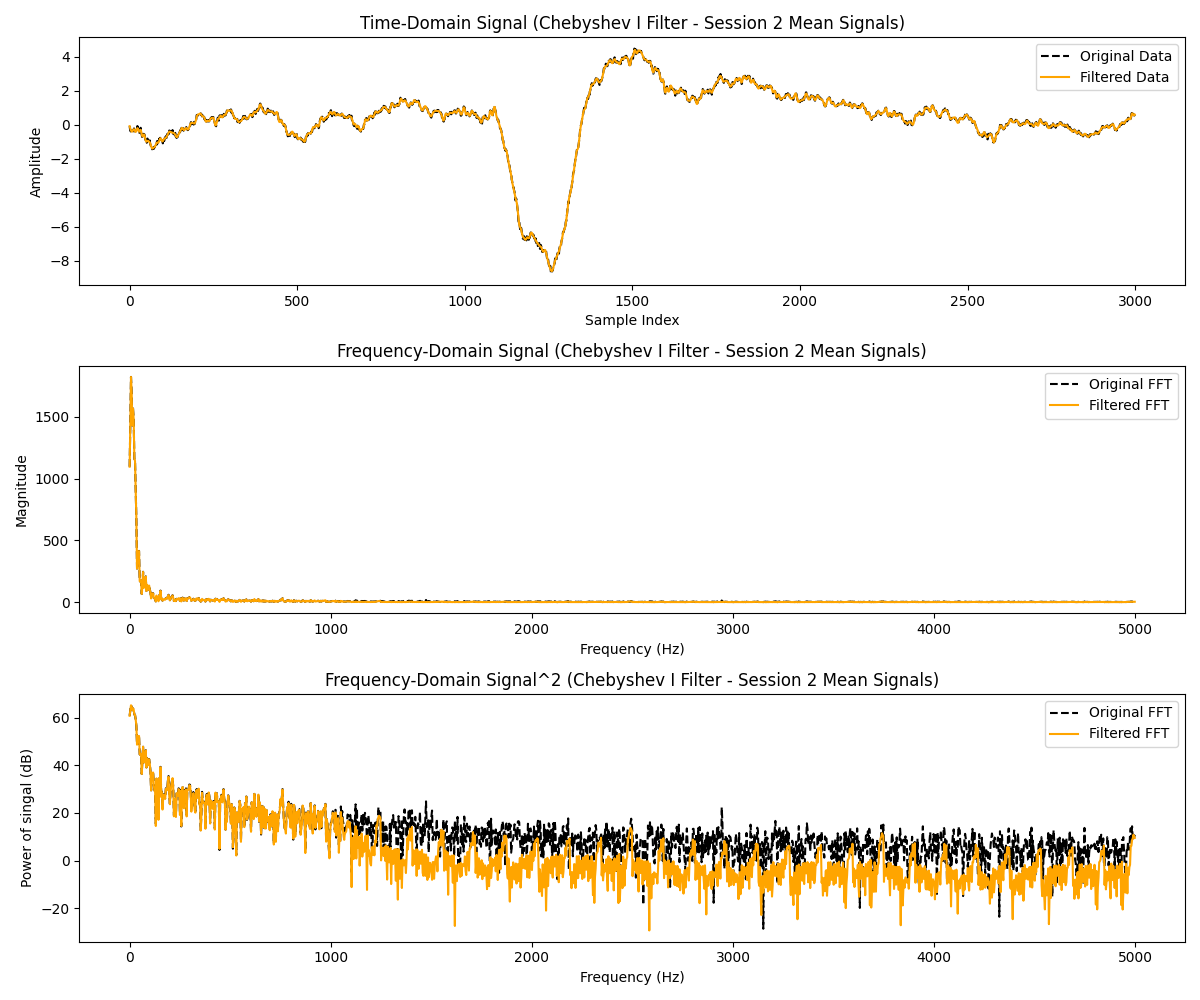 Time-Domain Signal (Chebyshev I Filter - Session 2 Mean Signals)
Original Data
Filtered Data
Amplitude
4
2
0
−2
−4
−6
−8
0 500 1000 1500 2000 2500 3000
Sample Index
Frequency-Domain Signal (Chebyshev I Filter - Session 2 Mean Signals)
Original FFT
Filtered FFT
Magnitude
1500
1000
500
0
0 1000 2000 3000 4000 5000
Frequency (Hz)
Frequency-Domain Signal^2 (Chebyshev I Filter - Session 2 Mean Signals)
Original FFT
Filtered FFT
Power of singal (dB)
60
40
20
0
−20
0 1000 2000 3000 4000 5000
Frequency (Hz)